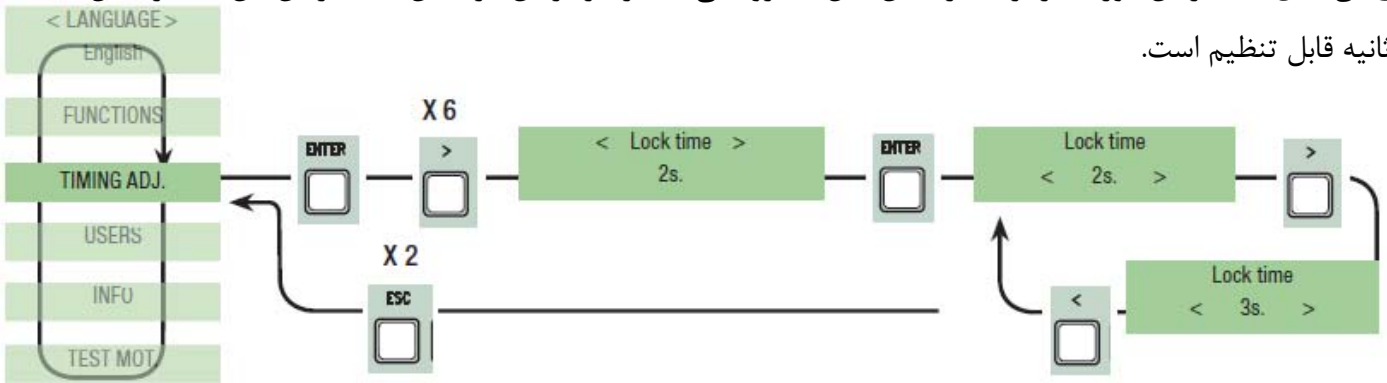 ثانیه قابل تنظیم است.
< LANGUAGE >
English
FUNCTIONS
TIMING ADJ.
USERS
INFO
TEST MOT.
ENTER
X 6
>
< Lock time >
2s.
ENTER
Lock time
< 2s. >
>
Lock time
< 3s. >
<
X 2
ESC